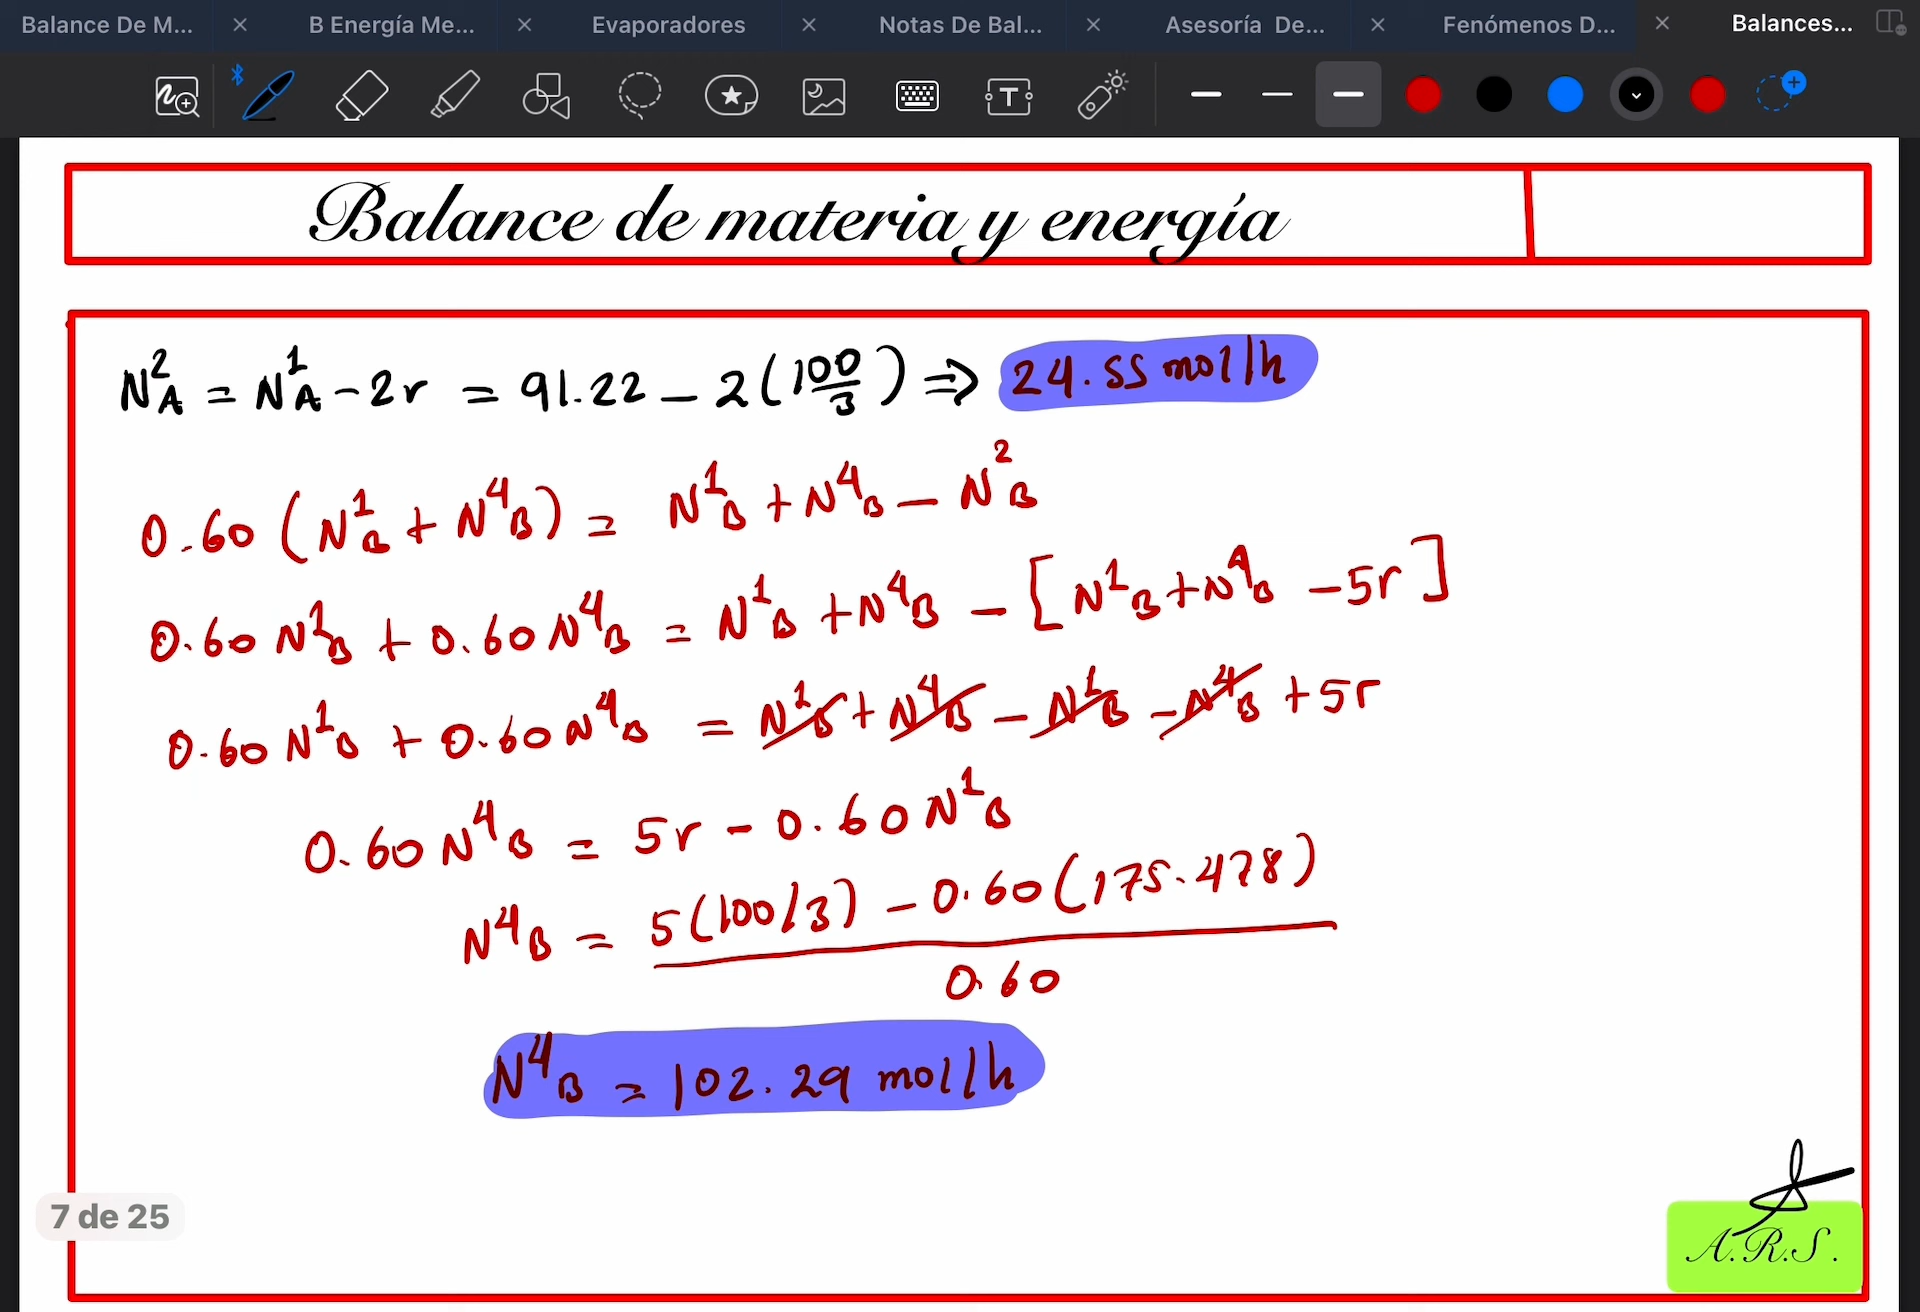 Balance De M... B Energía Me... Evaporadores Notas De Bal... Asesoría De... Fenómenos D... Balances...
Balance de materia y energía
N²A = N¹A - 2r = 91.22 - 2(100/3) ⇒ 24.55 mol/h
0.60 (N¹B + N⁴B) = N¹B + N⁴B - N²B
0.60 N¹B + 0.60 N⁴B = N¹B + N⁴B - [N¹B + N⁴B - 5r]
0.60 N¹B + 0.60 N⁴B = N¹B + N⁴B - N¹B - N⁴B + 5r
0.60 N⁴B = 5r - 0.60 N¹B
N⁴B = 5(100/3) - 0.60(175.478)
0.60
N⁴B = 102.29 mol/h
7 de 25
A.R.S.